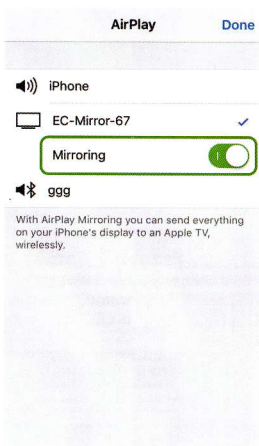 AirPlay Done
iPhone
EC-Mirror-67
Mirroring
ggg
With AirPlay Mirroring you can send everything
on your iPhone's display to an Apple TV,
wirelessly.